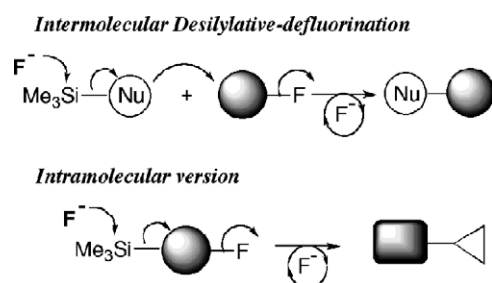 Intermolecular Desilylative-defluorination
F⁻
Me₃Si Nu + F F⁻ Nu
Intramolecular version
F⁻
Me₃Si F F⁻